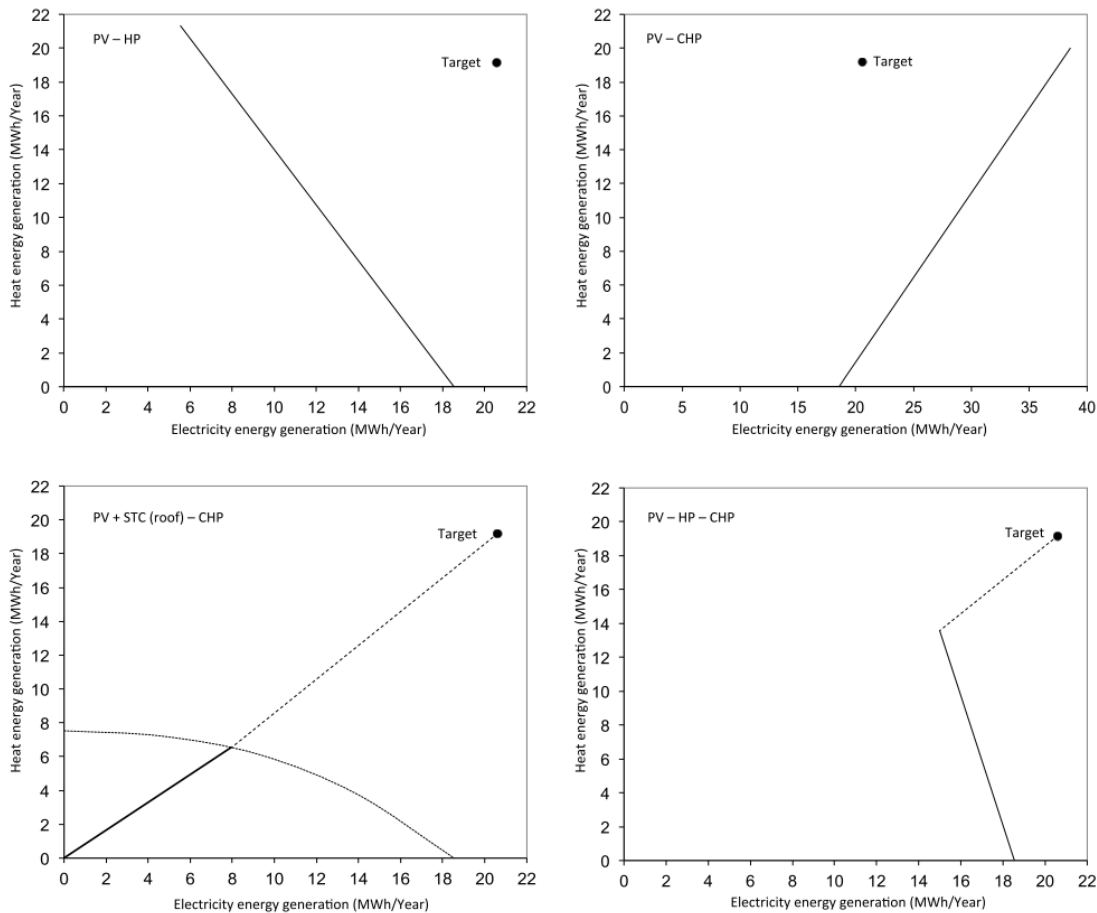 PV – HP
Target
Heat energy generation (MWh/Year)
22
20
18
16
14
12
10
8
6
4
2
0
0 2 4 6 8 10 12 14 16 18 20 22
Electricity energy generation (MWh/Year)
PV – CHP
Target
Heat energy generation (MWh/Year)
22
20
18
16
14
12
10
8
6
4
2
0
0 5 10 15 20 25 30 35 40
Electricity energy generation (MWh/Year)
PV + STC (roof) – CHP
Target
Heat energy generation (MWh/Year)
22
20
18
16
14
12
10
8
6
4
2
0
0 2 4 6 8 10 12 14 16 18 20 22
Electricity energy generation (MWh/Year)
PV – HP – CHP
Target
Heat energy generation (MWh/Year)
22
20
18
16
14
12
10
8
6
4
2
0
0 2 4 6 8 10 12 14 16 18 20 22
Electricity energy generation (MWh/Year)